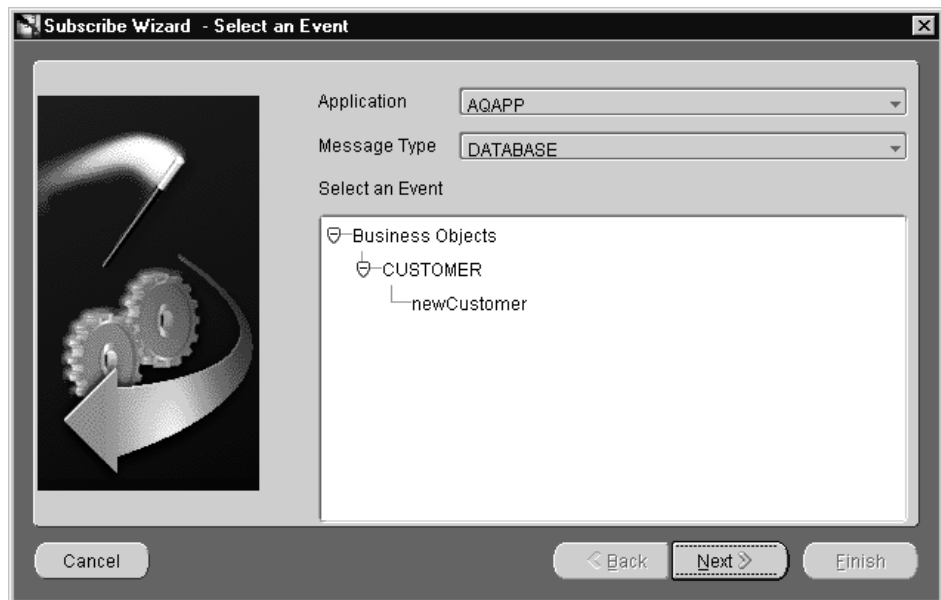 Subscribe Wizard - Select an Event
Application AQAPP
Message Type DATABASE
Select an Event
Business Objects
CUSTOMER
newCustomer
Cancel Back Next Finish